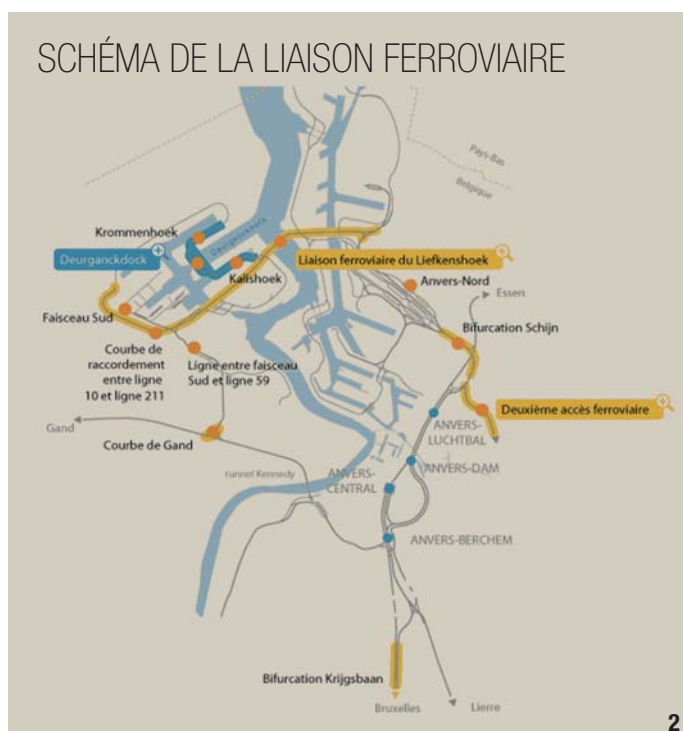 SCHÉMA DE LA LIAISON FERROVIAIRE
Pays-Bas
Belgique
Krommenhoek
Deurganckdock
Deurganckdock
Liaison ferroviaire du Liefkenshoek
Kallshoek
Anvers-Nord
Essen
Faisceau Sud
Bifurcation Schijn
Courbe de
raccordement
entre ligne
10 et ligne 211
Ligne entre faisceau
Sud et ligne 59
Deuxième accès ferroviaire
Gand
ANVERS-
LUCHTBAL
Courbe de Gand
tunnel Kennedy
ANVERS-
CENTRAL
ANVERS-DAM
ANVERS-BERCHEM
Bifurcation Krijgsbaan
Bruxelles
Lierre
2